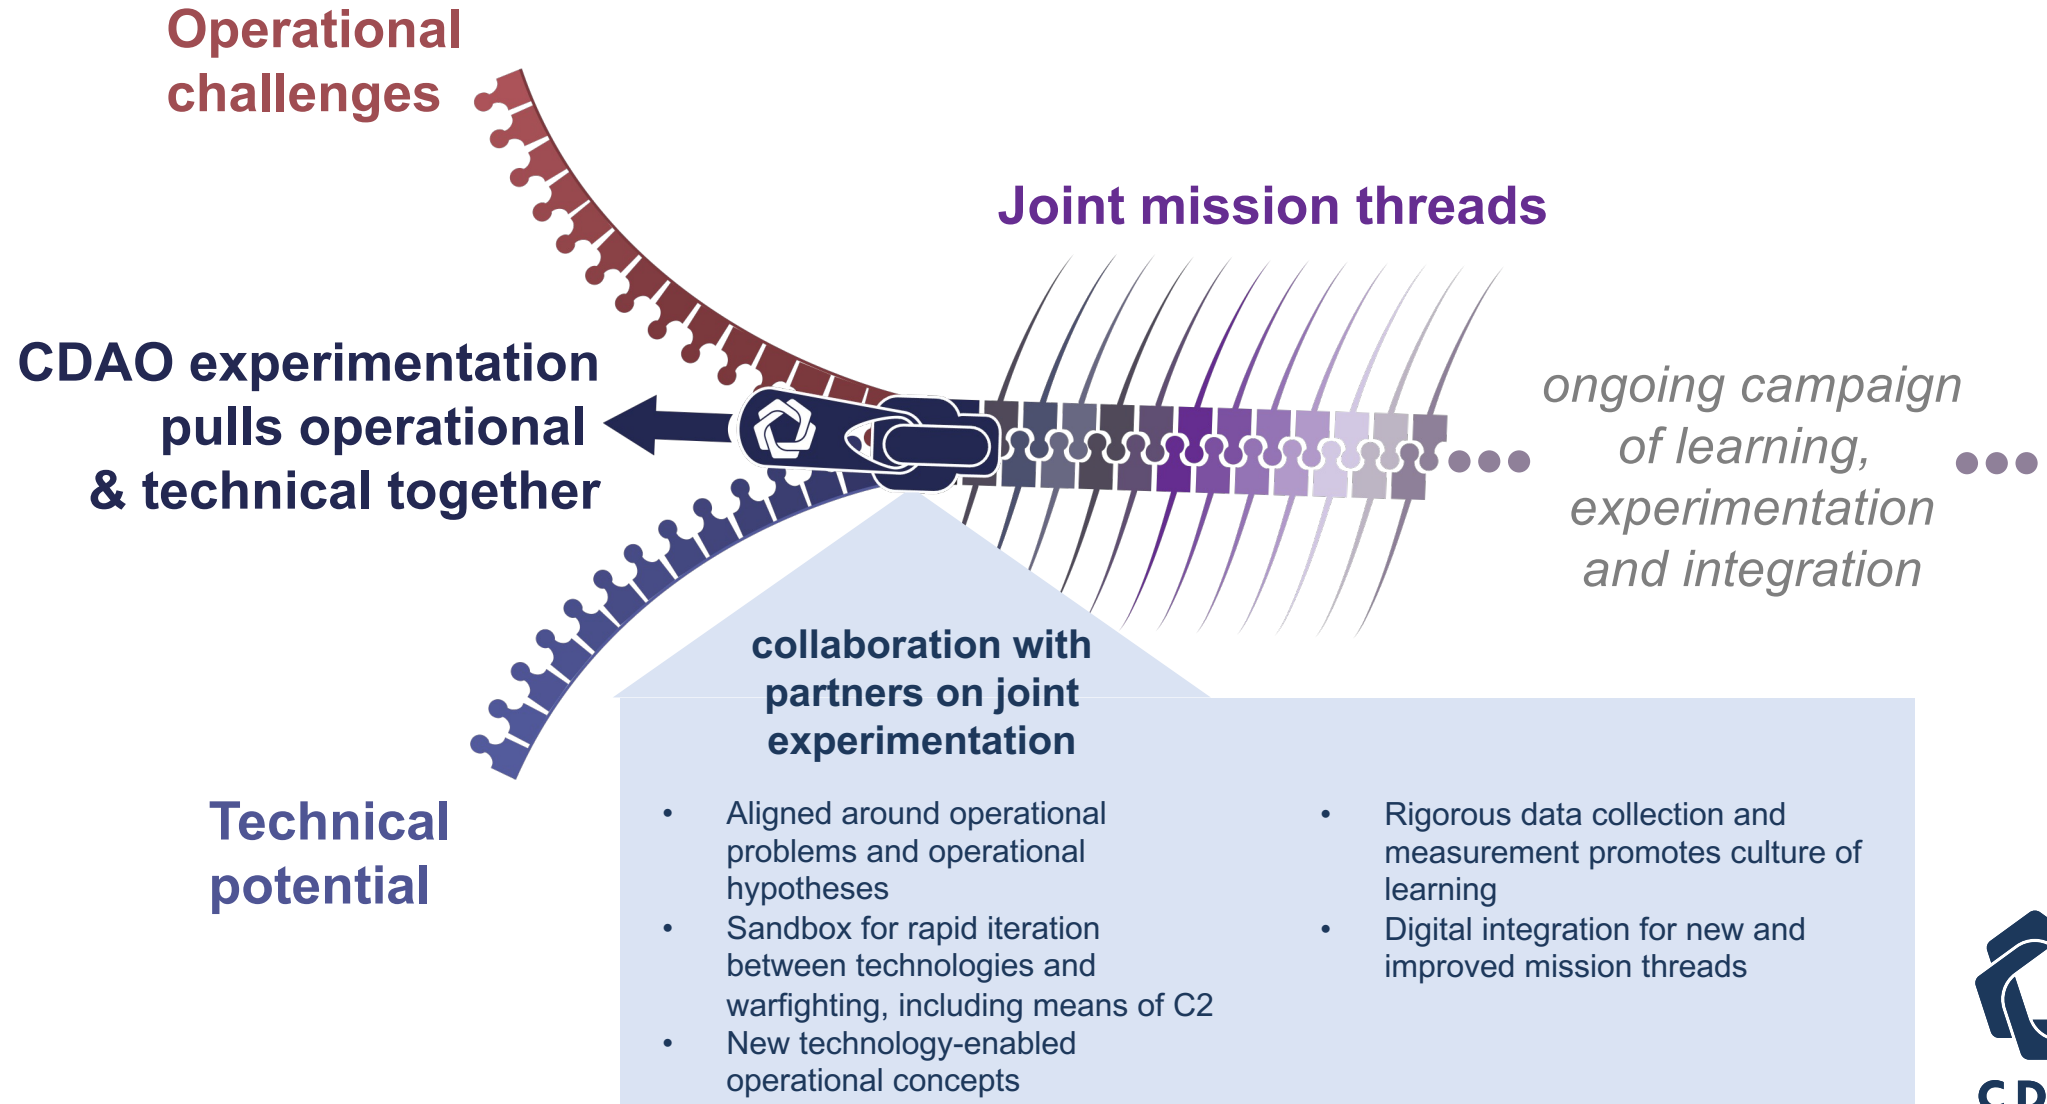 Operational
challenges
Joint mission threads
CDAO experimentation
pulls operational
& technical together
ongoing campaign
of learning,
experimentation
and integration
collaboration with
partners on joint
experimentation
Technical
potential
• Aligned around operational
problems and operational
hypotheses
• Sandbox for rapid iteration
between technologies and
warfighting, including means of C2
• New technology-enabled
operational concepts
• Rigorous data collection and
measurement promotes culture of
learning
• Digital integration for new and
improved mission threads